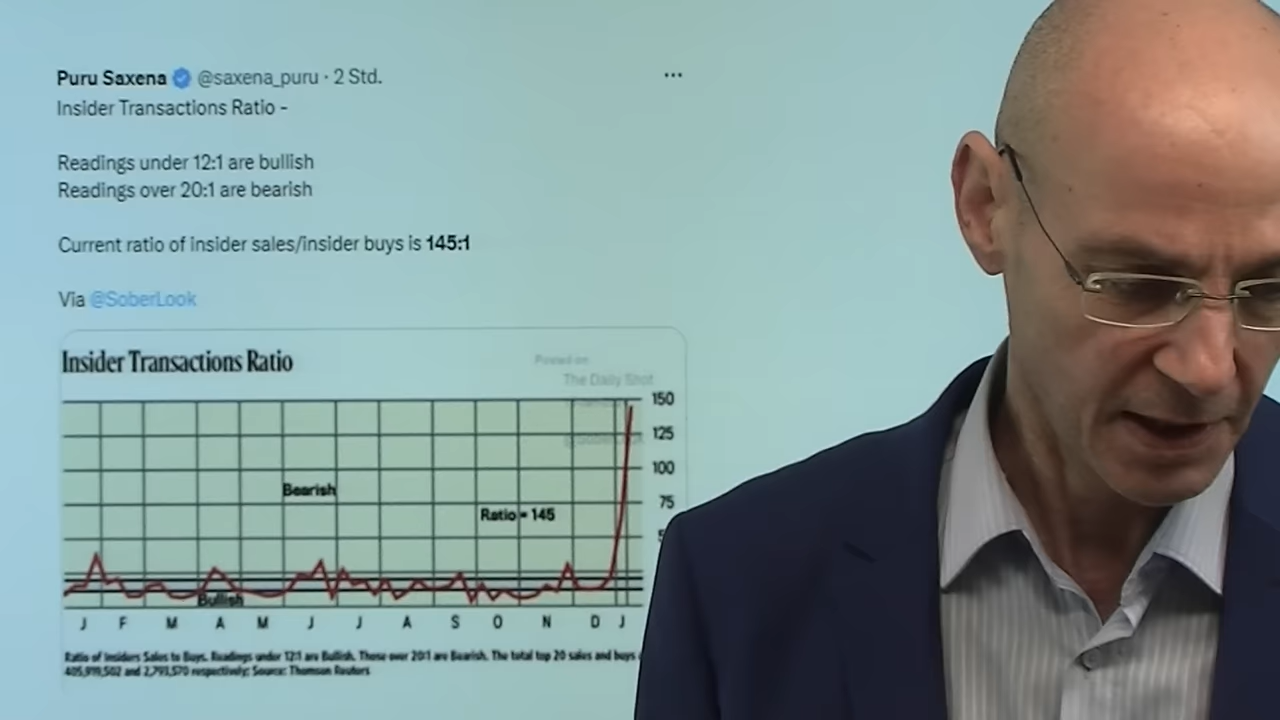 Puru Saxena @saxena_puru · 2 Std.
Insider Transactions Ratio -
Readings under 12:1 are bullish
Readings over 20:1 are bearish
Current ratio of insider sales/insider buys is 145:1
Via @SoberLook
Insider Transactions Ratio
Posted on
The Daily Shot
@SoberLook
150
125
100
75
Bearish
Ratio = 145
Bullish
J F M A M J J A S O N D J
Ratio of Insiders Sales to Buys. Readings under 12:1 are Bullish. Those over 20:1 are Bearish. The total top 20 sales and buys
405,919,502 and 2,793,570 respectively; Source: Thomson Reuters